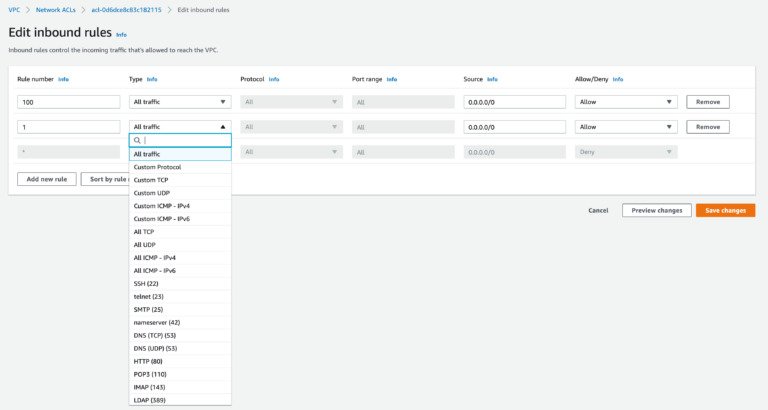 VPC > Network ACLs > acl-0d6dce8c83c182115 > Edit inbound rules
Edit inbound rules Info
Inbound rules control the incoming traffic that's allowed to reach the VPC.
Rule number Info Type Info Protocol Info Port range Info Source Info Allow/Deny Info
100 All traffic All All 0.0.0.0/0 Allow Remove
1 All traffic All All 0.0.0.0/0 Allow Remove
* All All 0.0.0.0/0 Deny
All traffic
Custom Protocol
Custom TCP
Custom UDP
Custom ICMP - IPv4
Custom ICMP - IPv6
All TCP
All UDP
All ICMP - IPv4
All ICMP - IPv6
SSH (22)
telnet (23)
SMTP (25)
nameserver (42)
DNS (TCP) (53)
DNS (UDP) (53)
HTTP (80)
POP3 (110)
IMAP (143)
LDAP (389)
Add new rule Sort by rule
Cancel Preview changes Save changes